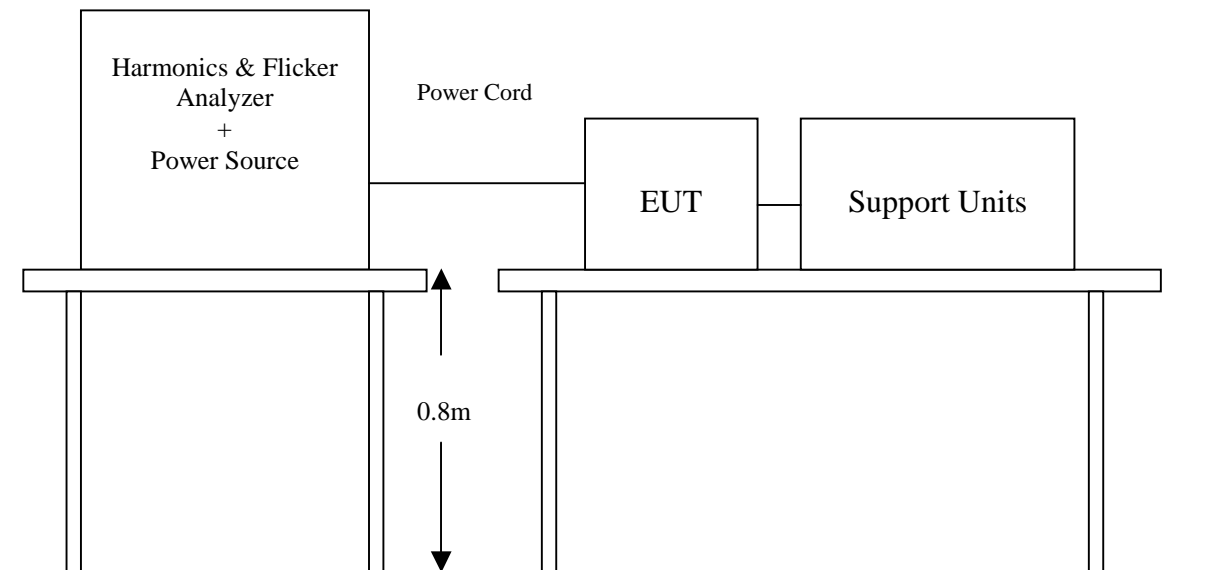 Harmonics & Flicker
Analyzer
+
Power Source
Power Cord
EUT
Support Units
0.8m